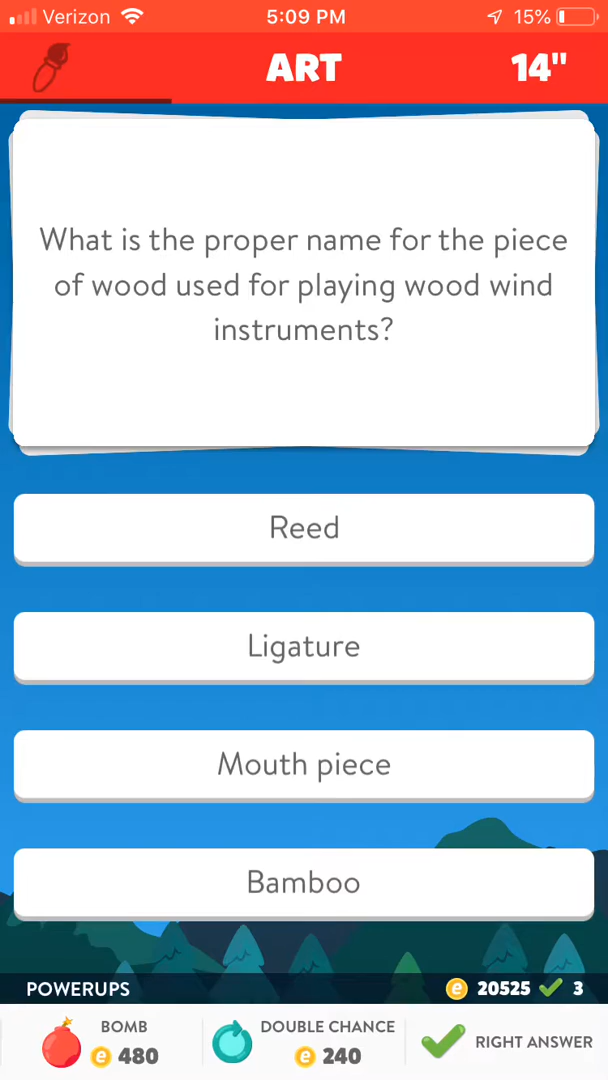 Verizon 5:09 PM 15%
ART 14"
What is the proper name for the piece
of wood used for playing wood wind
instruments?
Reed
Ligature
Mouth piece
Bamboo
POWERUPS e 20525 3
BOMB DOUBLE CHANCE RIGHT ANSWER
e 480 e 240